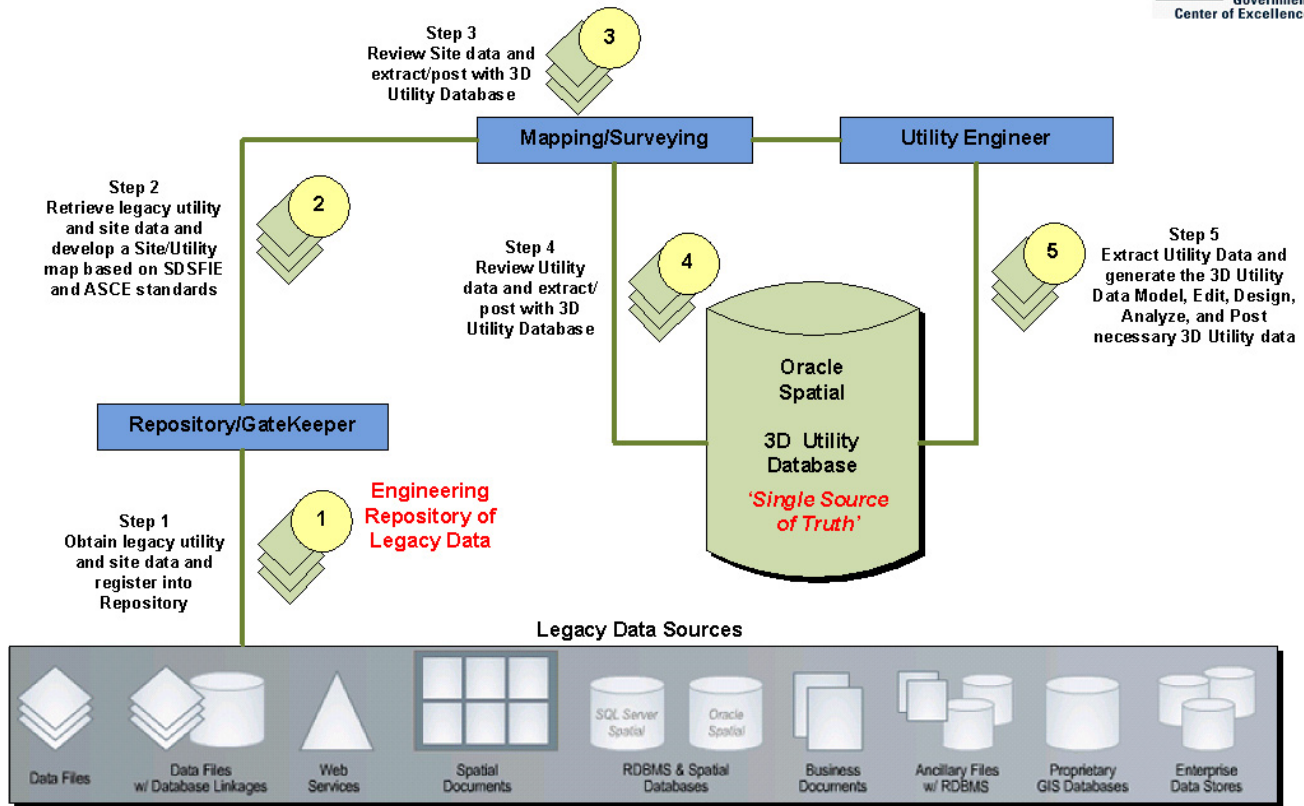 Government
Center of Excellence
Step 3
Review Site data and
extract/post with 3D
Utility Database
3
Mapping/Surveying
Utility Engineer
Step 2
Retrieve legacy utility
and site data and
develop a Site/Utility
map based on SDSFIE
and ASCE standards
2
Step 4
Review Utility
data and extract/
post with 3D
Utility Database
4
5
Step 5
Extract Utility Data and
generate the 3D Utility
Data Model, Edit, Design,
Analyze, and Post
necessary 3D Utility data
Oracle
Spatial
3D Utility
Database
'Single Source
of Truth'
Repository/GateKeeper
Step 1
Obtain legacy utility
and site data and
register into
Repository
1
Engineering
Repository of
Legacy Data
Legacy Data Sources
SQL Server
Spatial
Oracle
Spatial
Data Files
Data Files
w/ Database Linkages
Web
Services
Spatial
Documents
RDBMS & Spatial
Databases
Business
Documents
Ancillary Files
w/ RDBMS
Proprietary
GIS Databases
Enterprise
Data Stores